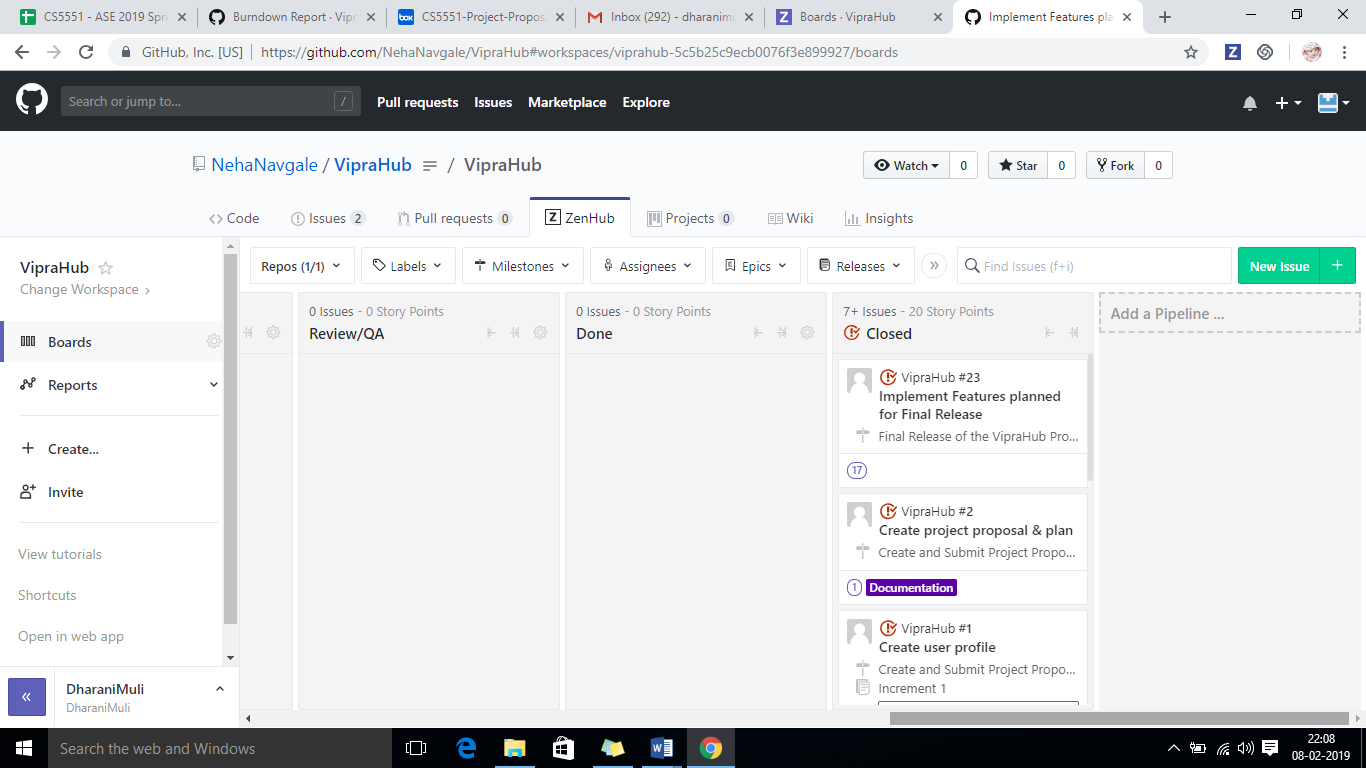 CS5551 - ASE 2019 Spri
Burndown Report · Vipr
box CS5551-Project-Propos
Inbox (292) - dharanimu
Z Boards · VipraHub
Implement Features pla
GitHub, Inc. [US] | https://github.com/NehaNavgale/VipraHub#workspaces/viprahub-5c5b25c9ecb0076f3e899927/boards
Z
Search or jump to... /
Pull requests Issues Marketplace Explore
NehaNavgale / VipraHub / VipraHub
Watch 0 Star 0 Fork 0
Code Issues 2 Pull requests 0 Z ZenHub Projects 0 Wiki Insights
VipraHub
Change Workspace
Boards
Reports
Create...
Invite
View tutorials
Shortcuts
Open in web app
« DharaniMuli
DharaniMuli
Repos (1/1) Labels Milestones Assignees Epics Releases » Find Issues (f+i) New Issue +
0 Issues - 0 Story Points
Review/QA
0 Issues - 0 Story Points
Done
7+ Issues - 20 Story Points
Closed
VipraHub #23
Implement Features planned
for Final Release
Final Release of the VipraHub Pro...
17
VipraHub #2
Create project proposal & plan
Create and Submit Project Propo...
1 Documentation
VipraHub #1
Create user profile
Create and Submit Project Propo...
Increment 1
Add a Pipeline ...
Search the web and Windows
22:08
08-02-2019